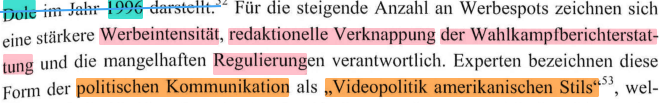 Dole im Jahr 1996 darstellt.⁵² Für die steigende Anzahl an Werbespots zeichnen sich
eine stärkere Werbeintensität, redaktionelle Verknappung der Wahlkampfberichterstat-
tung und die mangelhaften Regulierungen verantwortlich. Experten bezeichnen diese
Form der politischen Kommunikation als „Videopolitik amerikanischen Stils“⁵³, wel-